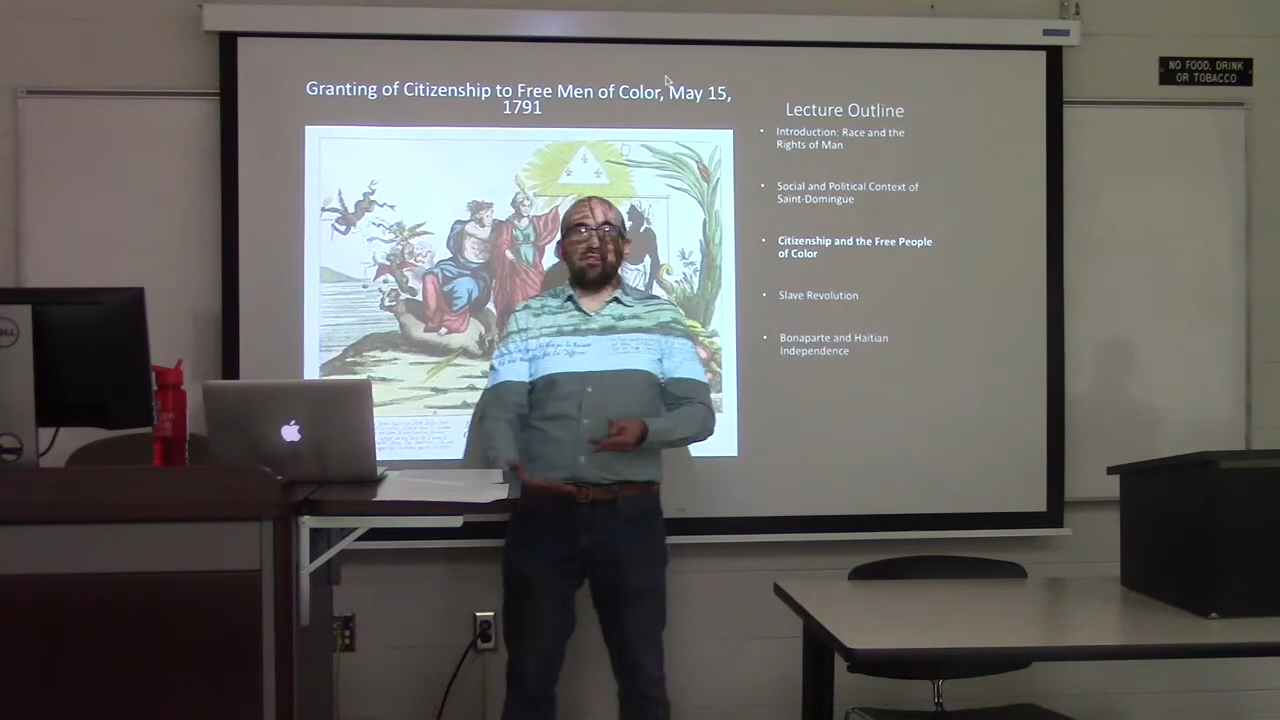 NO FOOD, DRINK
OR TOBACCO
Granting of Citizenship to Free Men of Color, May 15,
1791
Lecture Outline
• Introduction: Race and the
Rights of Man
• Social and Political Context of
Saint-Domingue
• Citizenship and the Free People
of Color
• Slave Revolution
• Bonaparte and Haitian
Independence
DELL